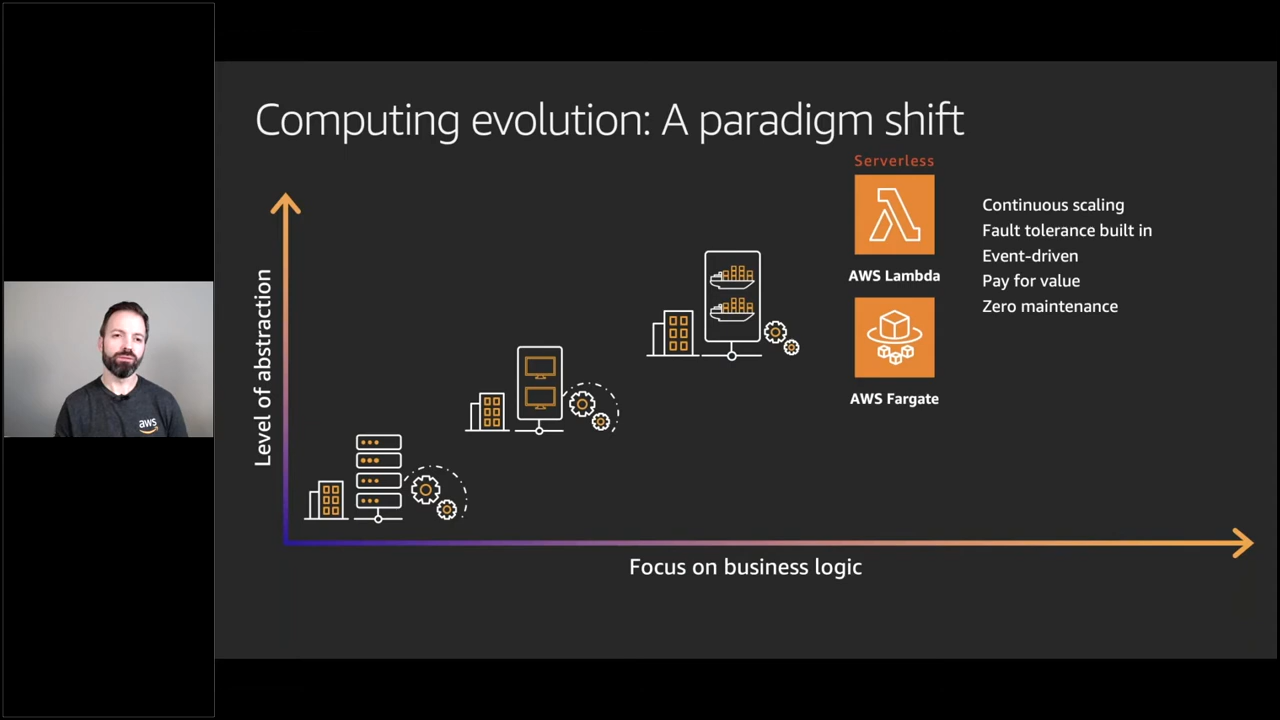 Computing evolution: A paradigm shift
Serverless
AWS Lambda
AWS Fargate
Continuous scaling
Fault tolerance built in
Event-driven
Pay for value
Zero maintenance
Level of abstraction
Focus on business logic
aws